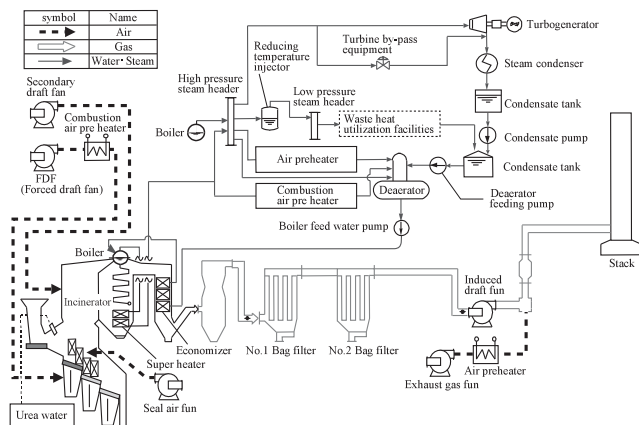 symbol Name
Air
Gas
Water・Steam
Secondary
draft fan
Combustion
air pre heater
FDF
(Forced draft fan)
High pressure
steam header
Reducing
temperature
injector
Low pressure
steam header
Turbine by-pass
equipment
Turbogenerator
Steam condenser
Condensate tank
Condensate pump
Condensate tank
Boiler
Waste heat
utilization facilities
Air preheater
Combustion
air pre heater
Deaerator
Deaerator
feeding pump
Boiler feed water pump
Stack
Boiler
Incinerator
Economizer
Super heater
No.1 Bag filter
No.2 Bag filter
Induced
draft fun
Air preheater
Exhaust gas fun
Seal air fun
Urea water